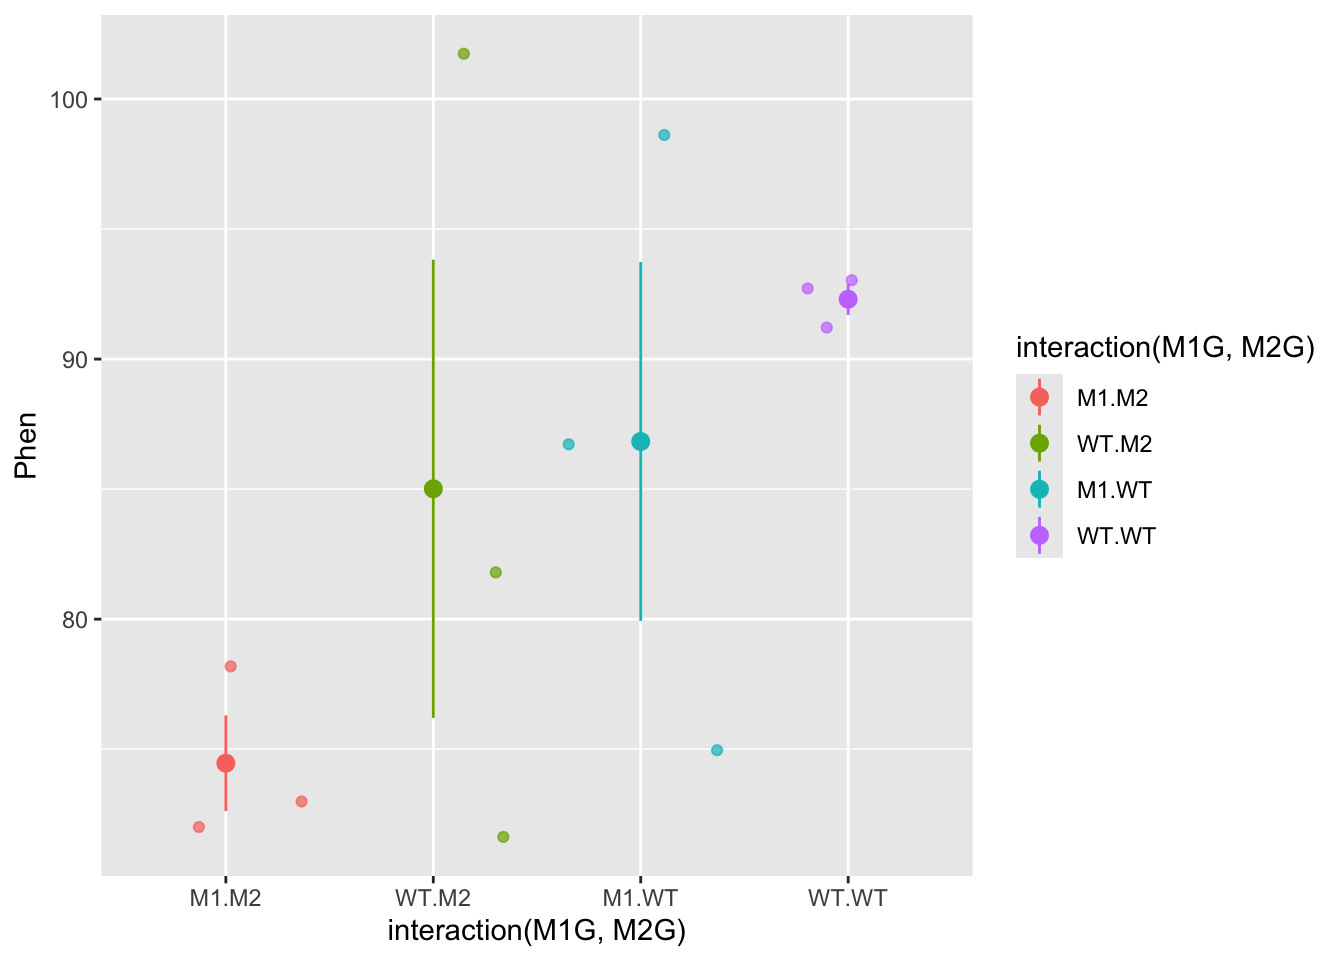 100
90
80
Phen
M1.M2 WT.M2 M1.WT WT.WT
interaction(M1G, M2G)
interaction(M1G, M2G)
M1.M2
WT.M2
M1.WT
WT.WT